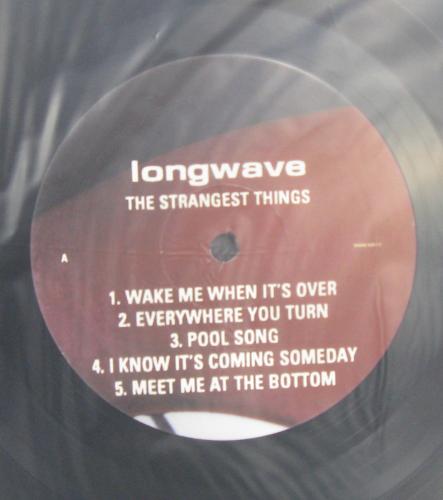 longwave
THE STRANGEST THINGS
A
1. WAKE ME WHEN IT'S OVER
2. EVERYWHERE YOU TURN
3. POOL SONG
4. I KNOW IT'S COMING SOMEDAY
5. MEET ME AT THE BOTTOM